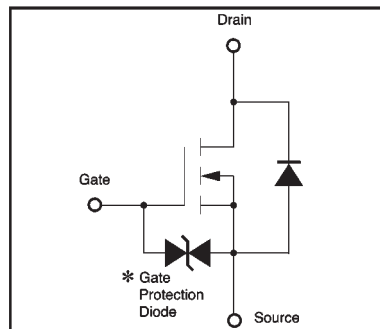 Drain
Gate
* Gate
Protection
Diode
Source